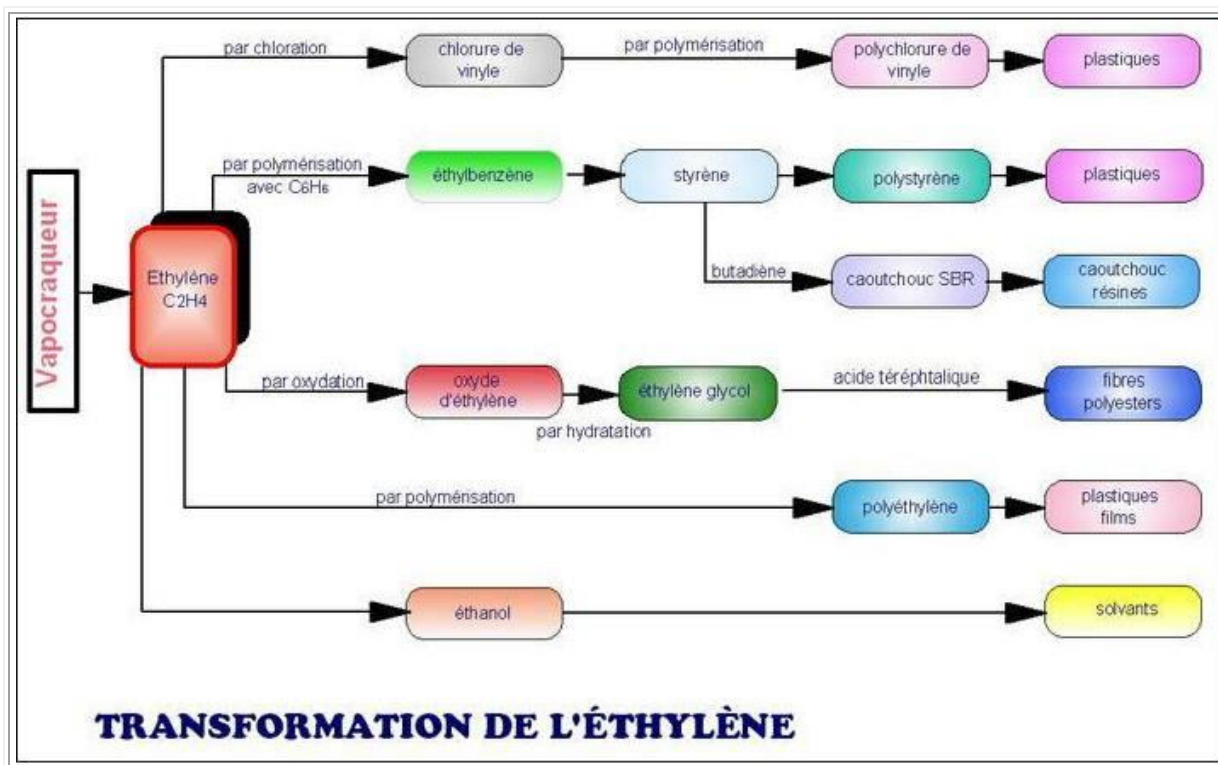 par chloration
chlorure de
vinyle
par polymérisation
polychlorure de
vinyle
plastiques
par polymérisation
avec C6H6
éthylbenzène
styrène
polystyrène
plastiques
Vapocraqueur
Ethylène
C2H4
butadiène
caoutchouc SBR
caoutchouc
résines
par oxydation
oxyde
d'éthylène
par hydratation
éthylène glycol
acide téréphtalique
fibres
polyesters
par polymérisation
polyéthylène
plastiques
films
éthanol
solvants
TRANSFORMATION DE L'ÉTHYLÈNE